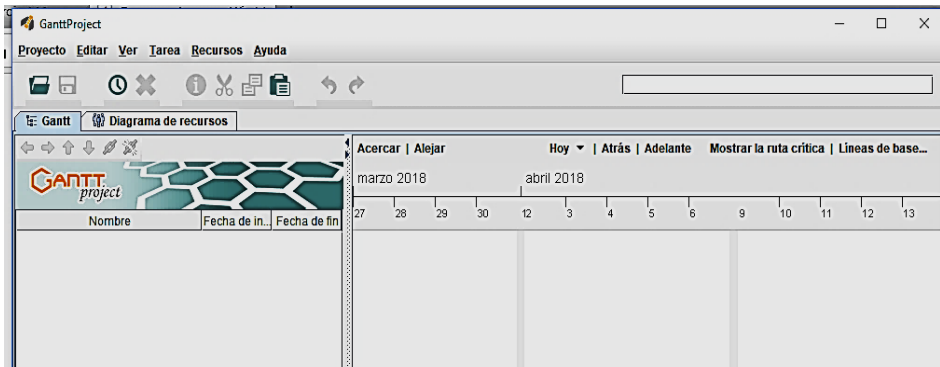 GanttProject
Proyecto Editar Ver Tarea Recursos Ayuda
Gantt Diagrama de recursos
Acercar | Alejar Hoy | Atrás | Adelante Mostrar la ruta crítica | Líneas de base...
GANTT project
marzo 2018 abril 2018
27 28 29 30 12 3 4 5 6 9 10 11 12 13
Nombre Fecha de in... Fecha de fin